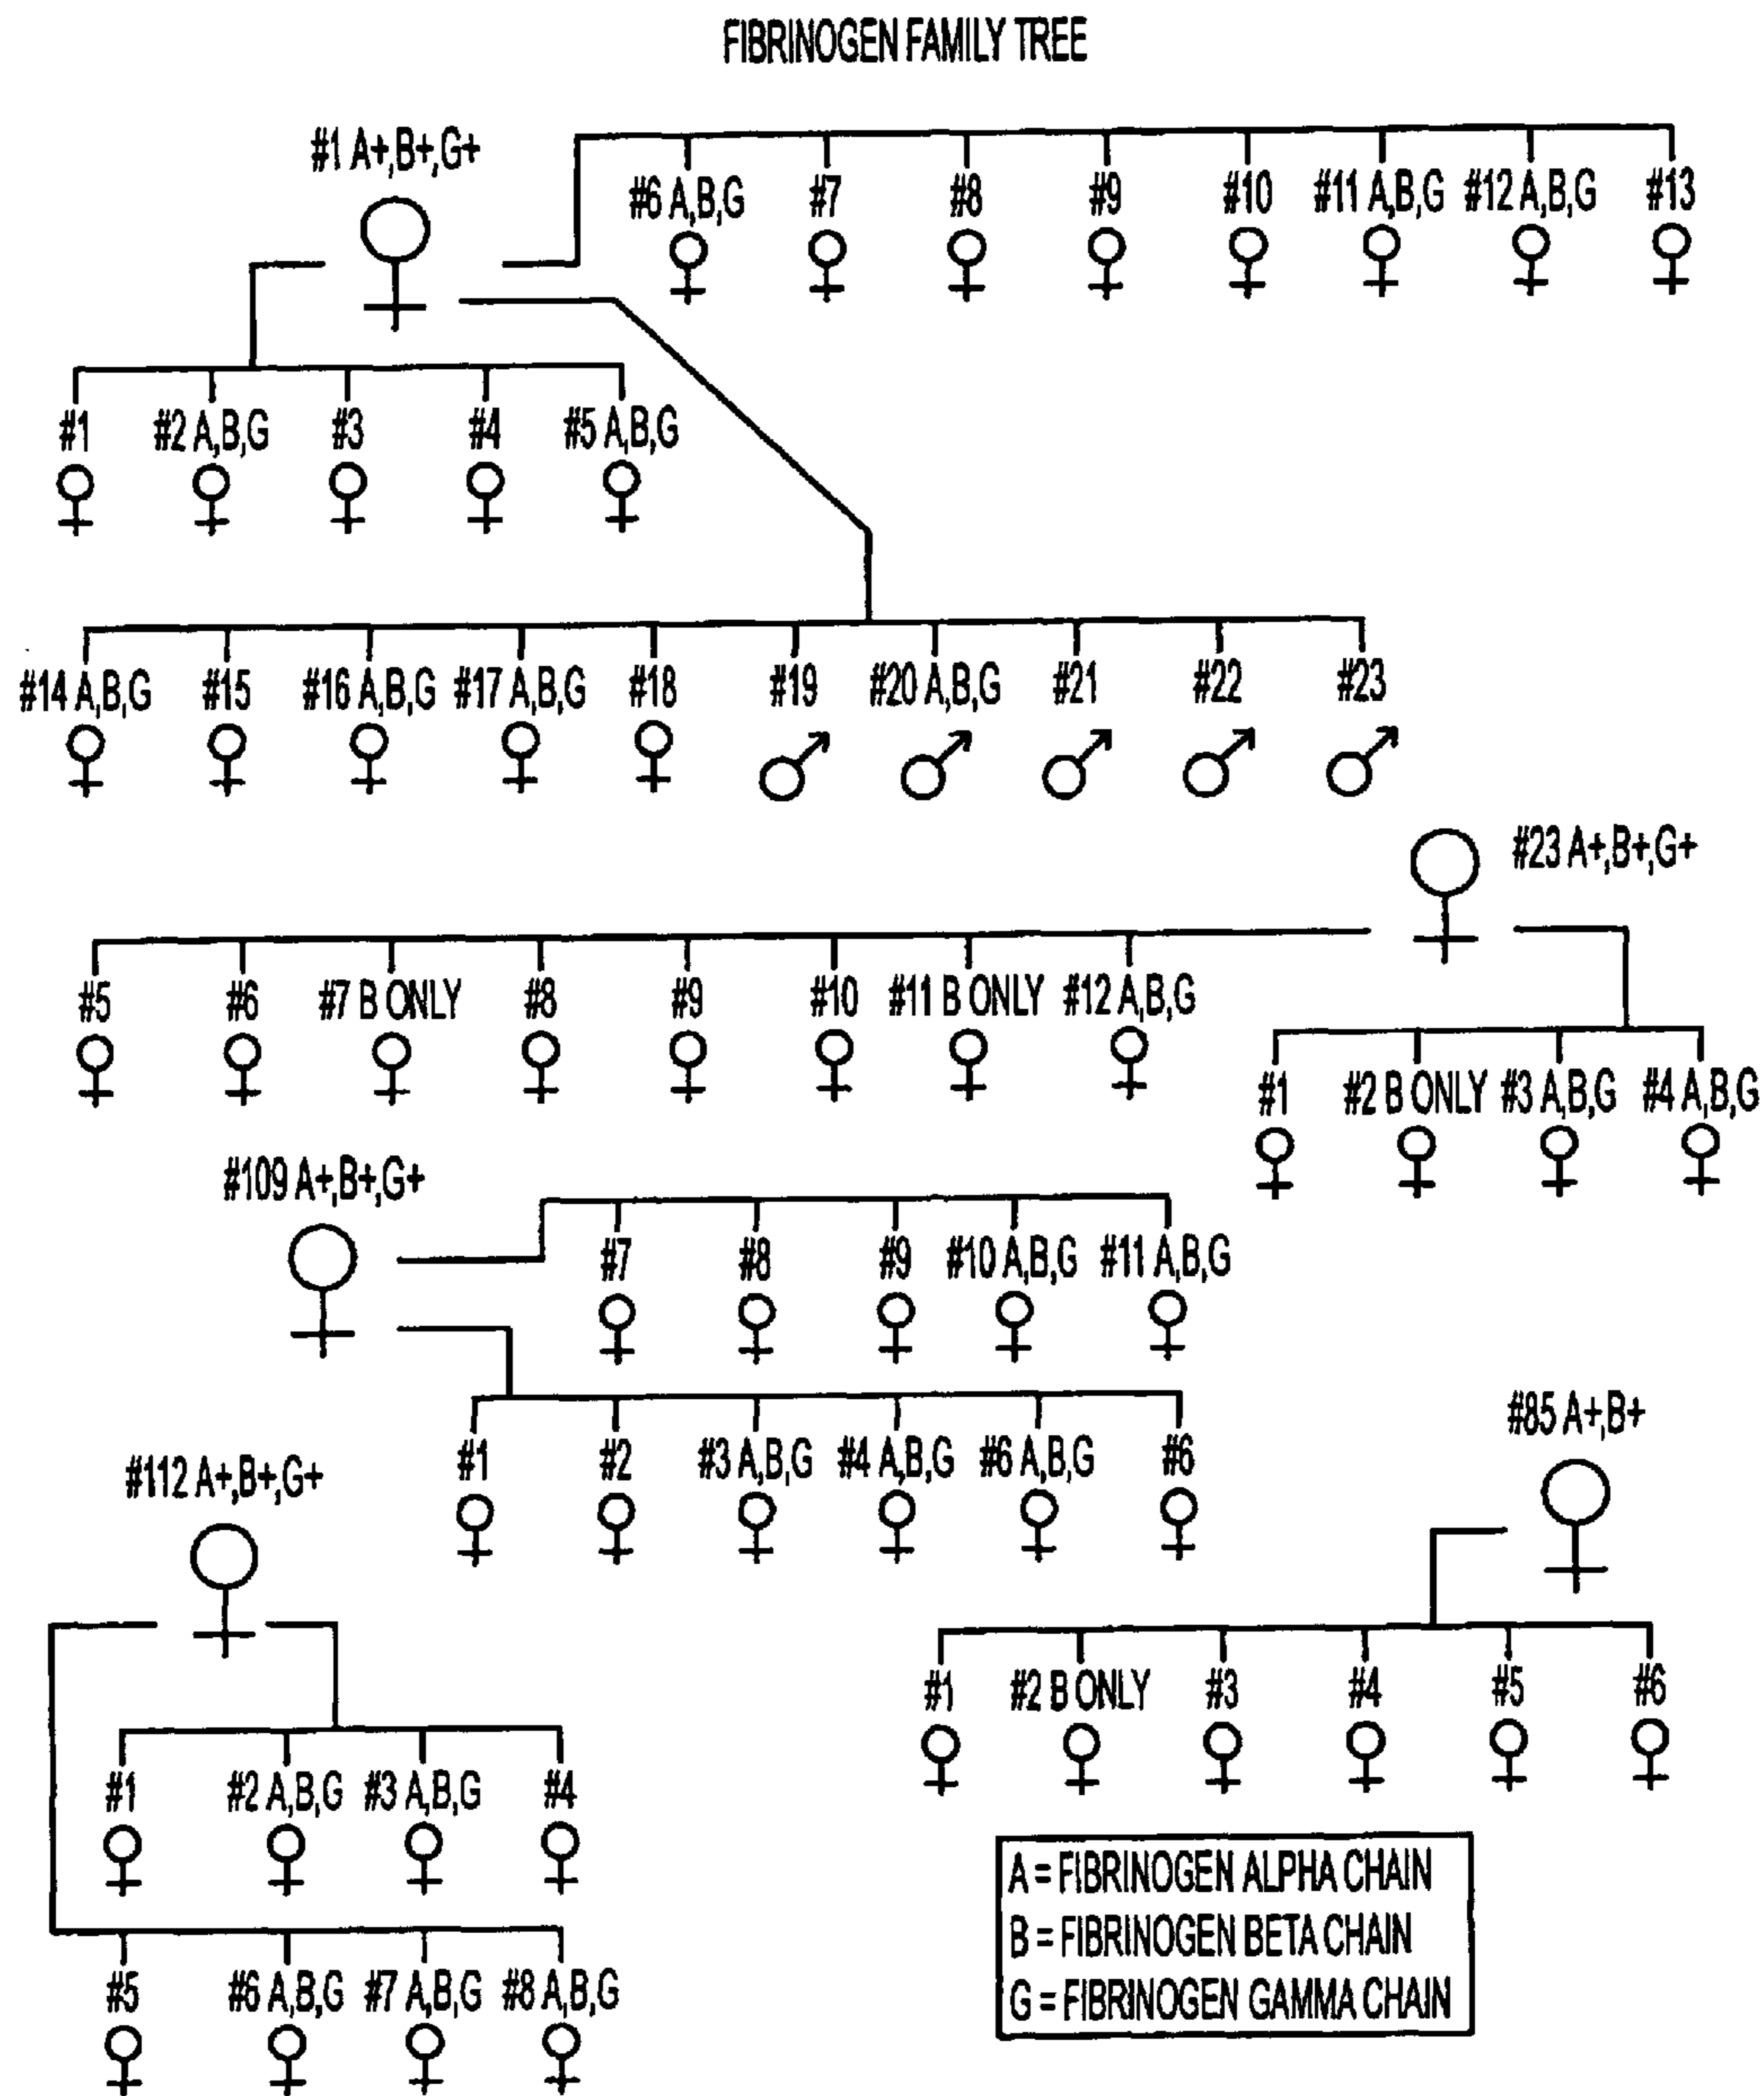 FIBRINOGEN FAMILY TREE
#1 A+,B+,G+
#6 A,B,G #7 #8 #9 #10 #11 A,B,G #12 A,B,G #13
#1 #2 A,B,G #3 #4 #5 A,B,G
#14 A,B,G #15 #16 A,B,G #17 A,B,G #18 #19 #20 A,B,G #21 #22 #23
#23 A+,B+,G+
#5 #6 #7 B ONLY #8 #9 #10 #11 B ONLY #12 A,B,G
#1 #2 B ONLY #3 A,B,G #4 A,B,G
#109 A+,B+,G+
#7 #8 #9 #10 A,B,G #11 A,B,G
#1 #2 #3 A,B,G #4 A,B,G #6 A,B,G #6
#85 A+,B+
#112 A+,B+,G+
#1 #2 B ONLY #3 #4 #5 #6
#1 #2 A,B,G #3 A,B,G #4
#5 #6 A,B,G #7 A,B,G #8 A,B,G
A = FIBRINOGEN ALPHA CHAIN
B = FIBRINOGEN BETA CHAIN
G = FIBRINOGEN GAMMA CHAIN